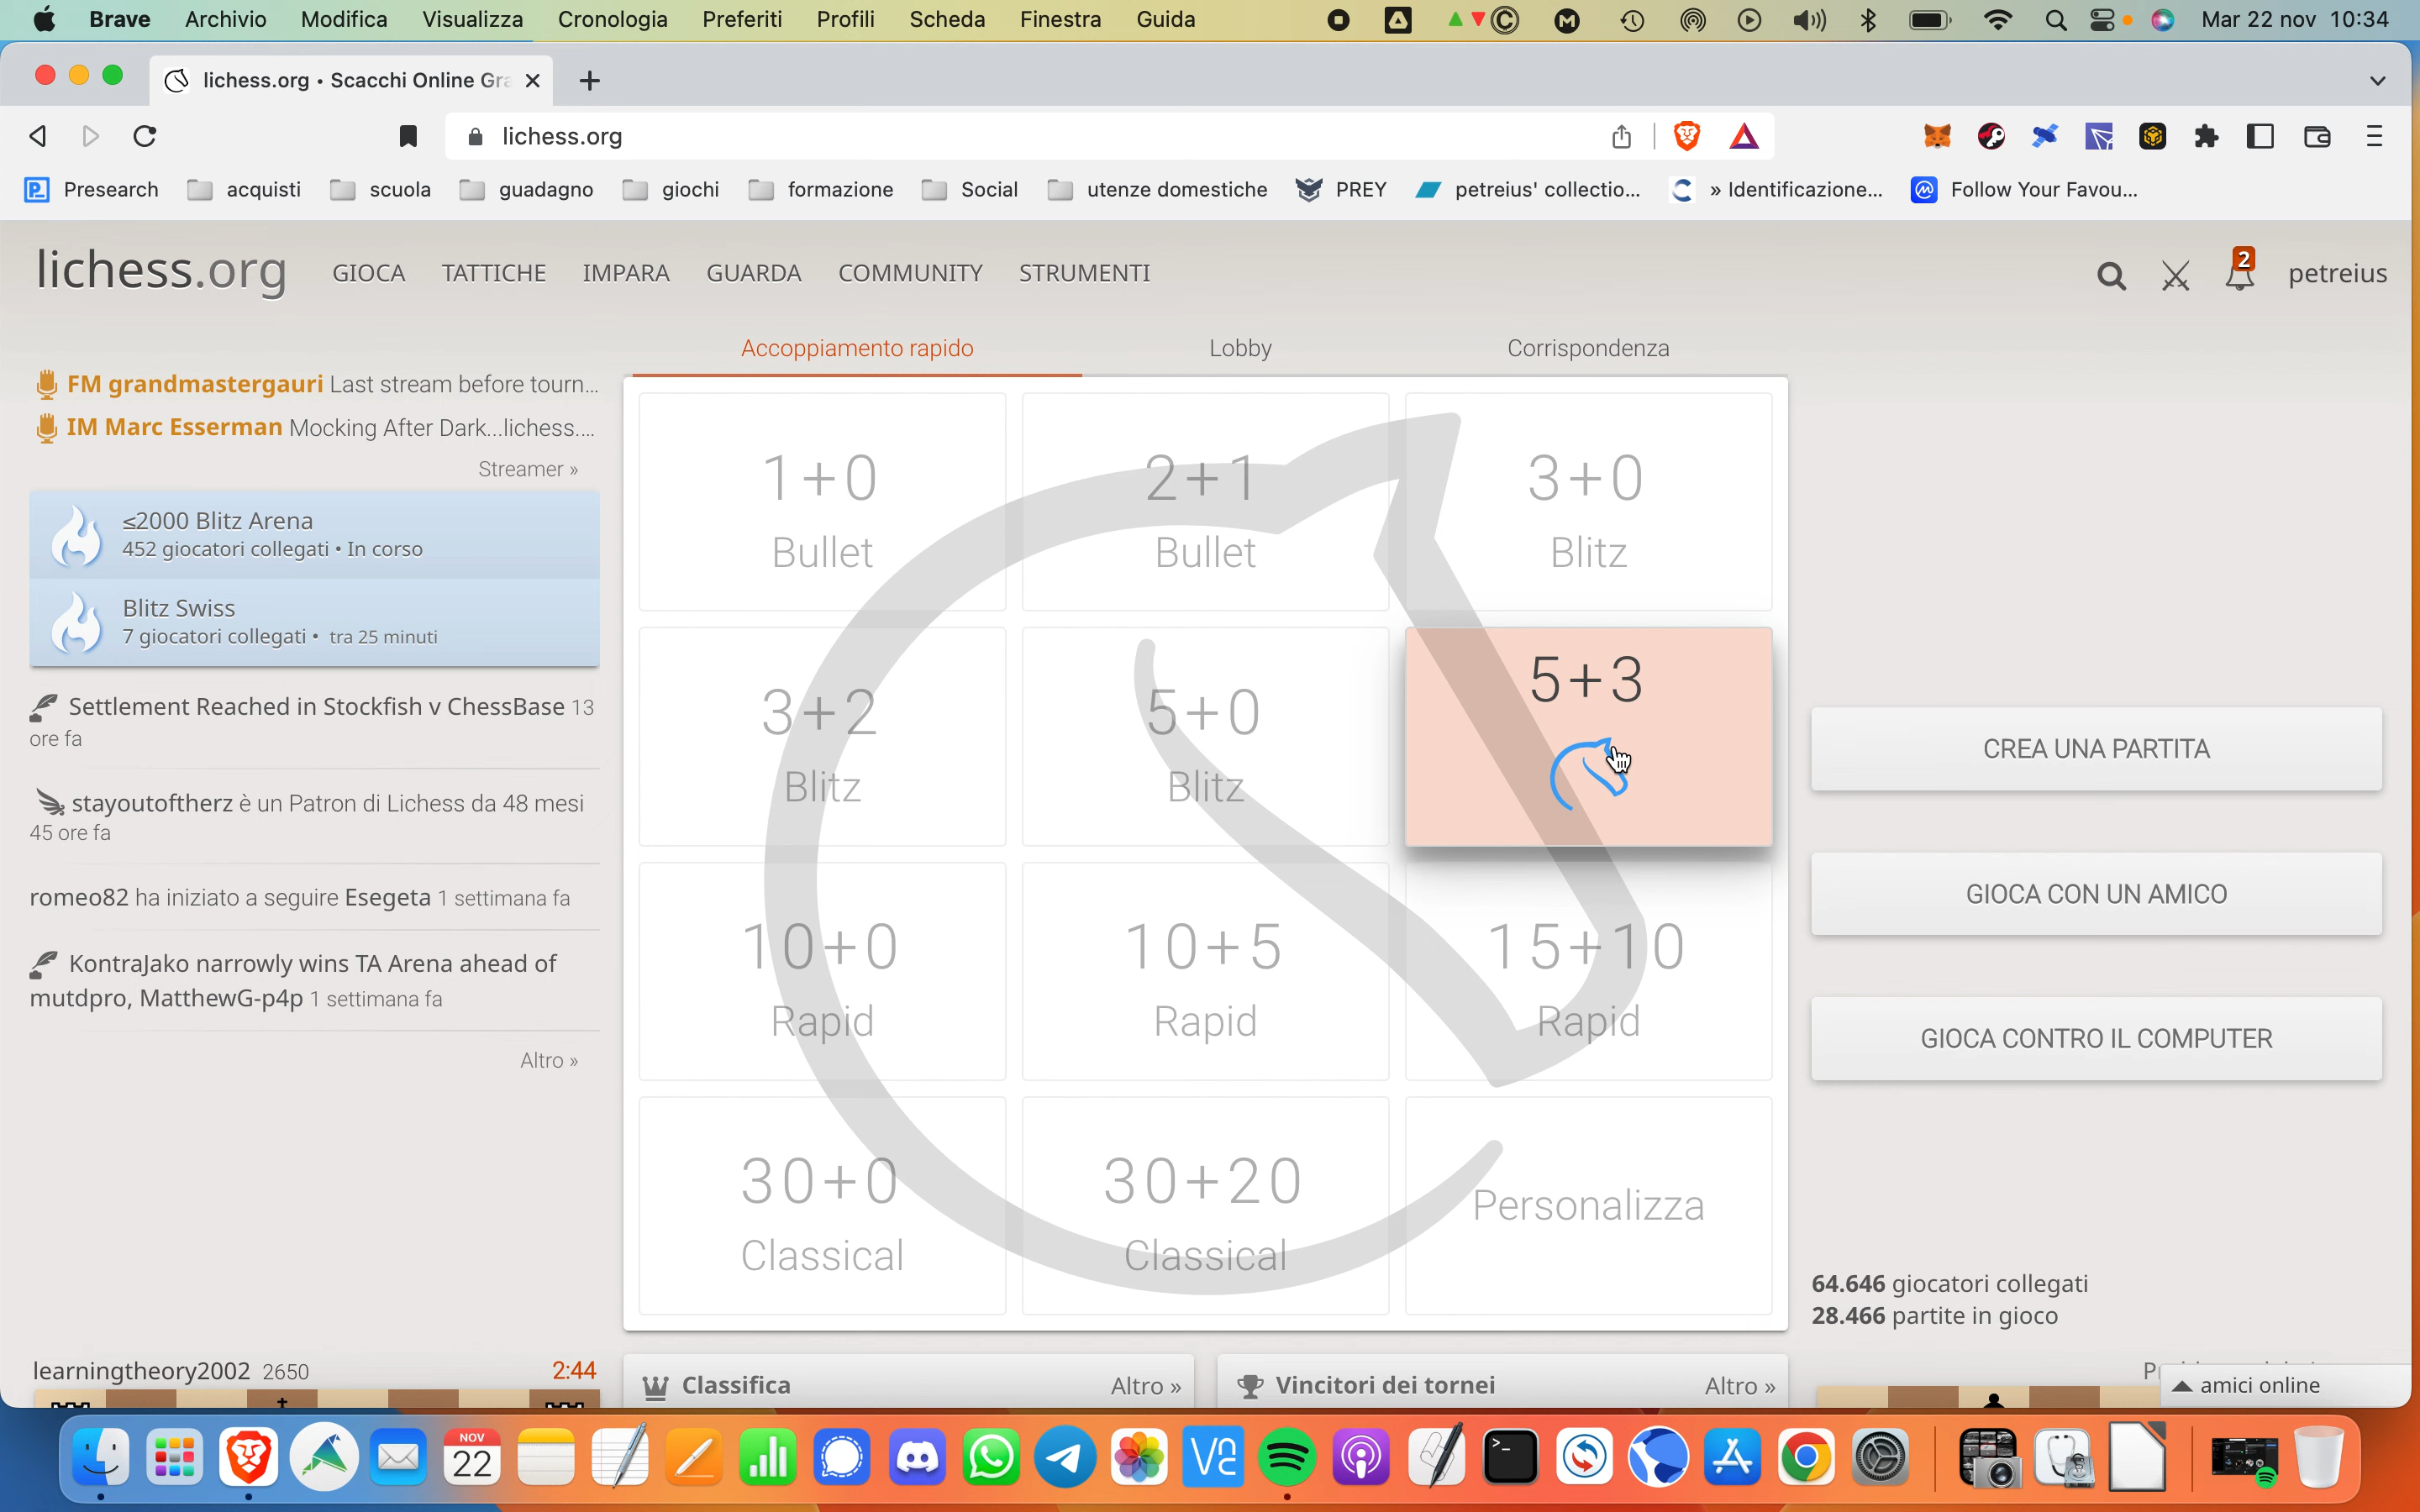 Brave Archivio Modifica Visualizza Cronologia Preferiti Profili Scheda Finestra Guida Mar 22 nov 10:34
lichess.org • Scacchi Online Gra
lichess.org
Presearch acquisti scuola guadagno giochi formazione Social utenze domestiche PREY petreius' collectio... » Identificazione... Follow Your Favou...
lichess.org GIOCA TATTICHE IMPARA GUARDA COMMUNITY STRUMENTI 2 petreius
Accoppiamento rapido Lobby Corrispondenza
FM grandmastergauri Last stream before tourn...
IM Marc Esserman Mocking After Dark...lichess....
Streamer »
≤2000 Blitz Arena
452 giocatori collegati • In corso
Blitz Swiss
7 giocatori collegati • tra 25 minuti
Settlement Reached in Stockfish v ChessBase 13
ore fa
stayoutoftherz è un Patron di Lichess da 48 mesi
45 ore fa
romeo82 ha iniziato a seguire Esegeta 1 settimana fa
KontraJako narrowly wins TA Arena ahead of
mutdpro, MatthewG-p4p 1 settimana fa
Altro »
1+0 2+1 3+0
Bullet Bullet Blitz
3+2 5+0 5+3
Blitz Blitz
10+0 10+5 15+10
Rapid Rapid Rapid
30+0 30+20 Personalizza
Classical Classical
CREA UNA PARTITA
GIOCA CON UN AMICO
GIOCA CONTRO IL COMPUTER
64.646 giocatori collegati
28.466 partite in gioco
learningtheory2002 2650 2:44
Classifica Altro »
Vincitori dei tornei Altro »
amici online
NOV
22